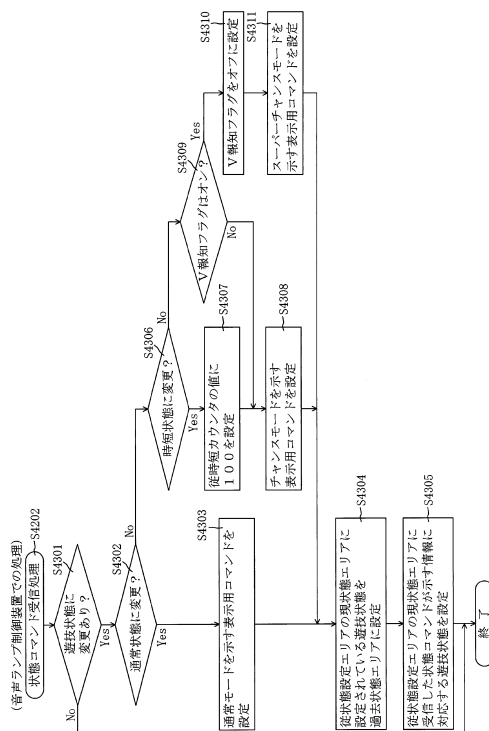 (音声ランプ制御装置での処理)
状態コマンド受信処理
S4202
S4301
遊技状態に
変更あり?
No
Yes
S4302
通常状態に変更?
No
Yes
S4303
通常モードを示す表示用コマンドを
設定
S4306
時短状態に変更?
No
Yes
S4307
従時短カウンタの値に
100を設定
S4308
チャンスモードを示す
表示用コマンドを設定
S4309
V報知フラグはオン?
Yes
No
S4310
V報知フラグをオフに設定
S4311
スーパーチャンスモードを
示す表示用コマンドを設定
S4304
従状態設定エリアの現状態エリアに
設定されている遊技状態を
過去状態エリアに設定
S4305
従状態設定エリアの現状態エリアに
受信した状態コマンドが示す情報に
対応する遊技状態を設定
終了